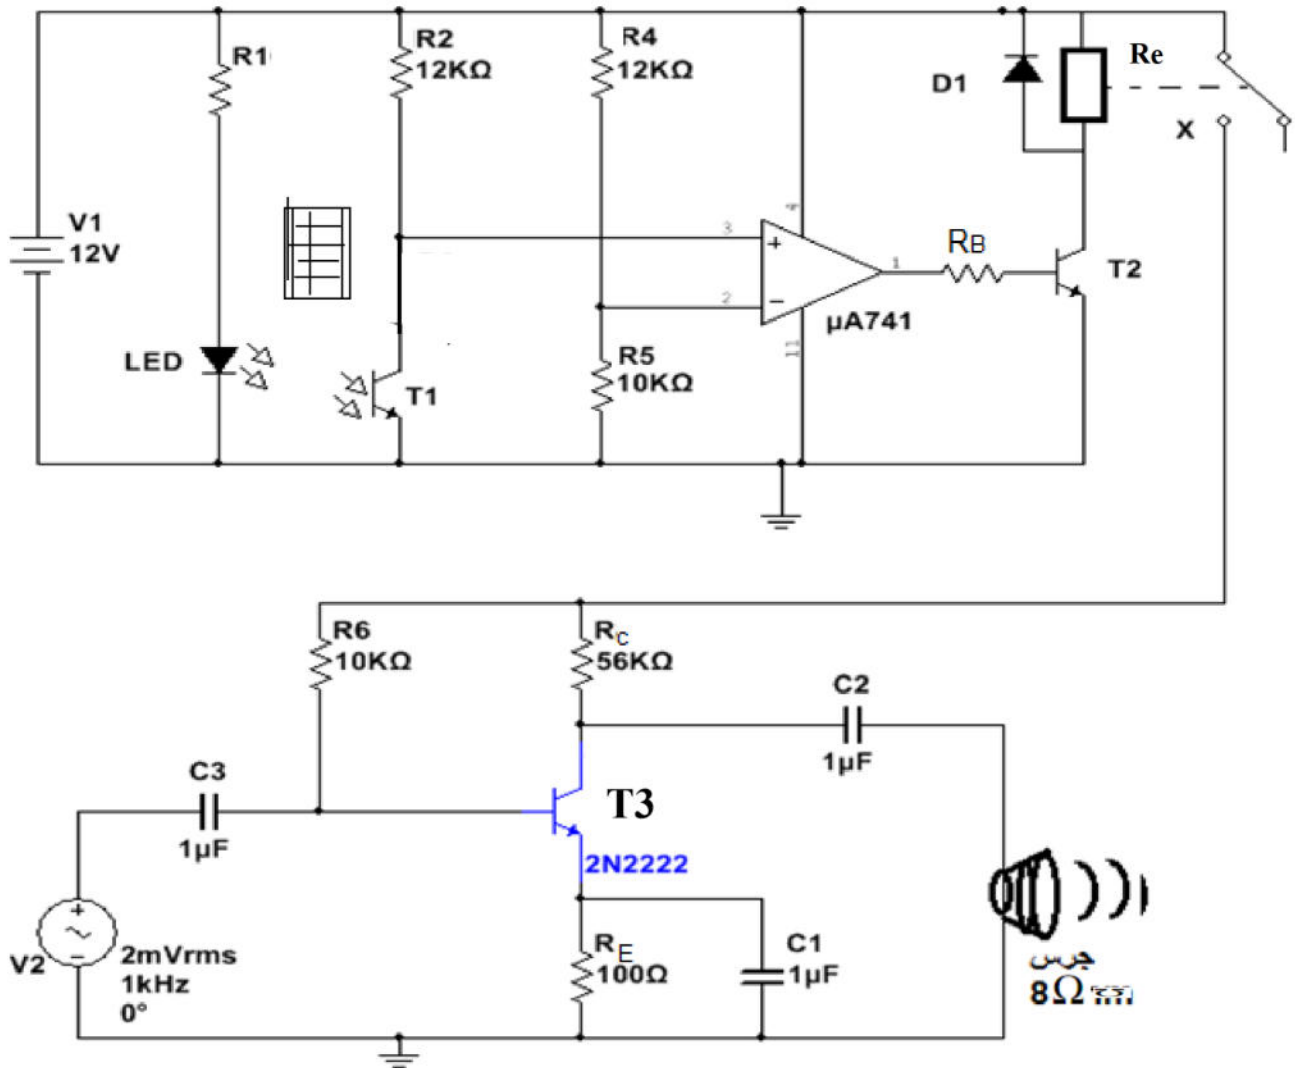 R1
R2
12KΩ
R4
12KΩ
D1
Re
X
V1
12V
3
4
+
RB
1
T2
2
−
µA741
11
LED
T1
R5
10KΩ
R6
10KΩ
RC
56KΩ
C2
1µF
C3
1µF
T3
2N2222
V2
+
−
2mVrms
1kHz
0°
RE
100Ω
C1
1µF
جرس
8Ω